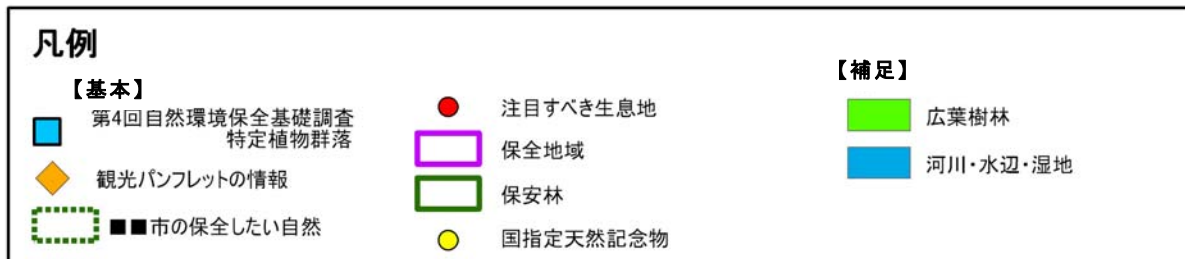 凡例
【基本】
第4回自然環境保全基礎調査
特定植物群落
観光パンフレットの情報
■■市の保全したい自然
注目すべき生息地
保全地域
保安林
国指定天然記念物
【補足】
広葉樹林
河川・水辺・湿地